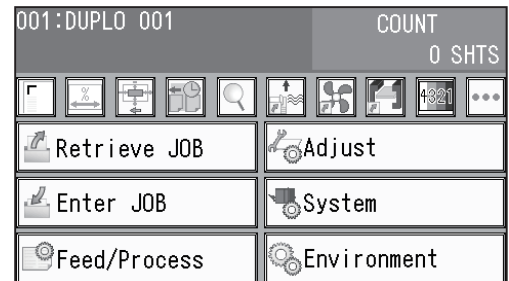 001:DUPLO 001
COUNT
0 SHTS
%
4321
Retrieve JOB
Adjust
Enter JOB
System
Feed/Process
Environment